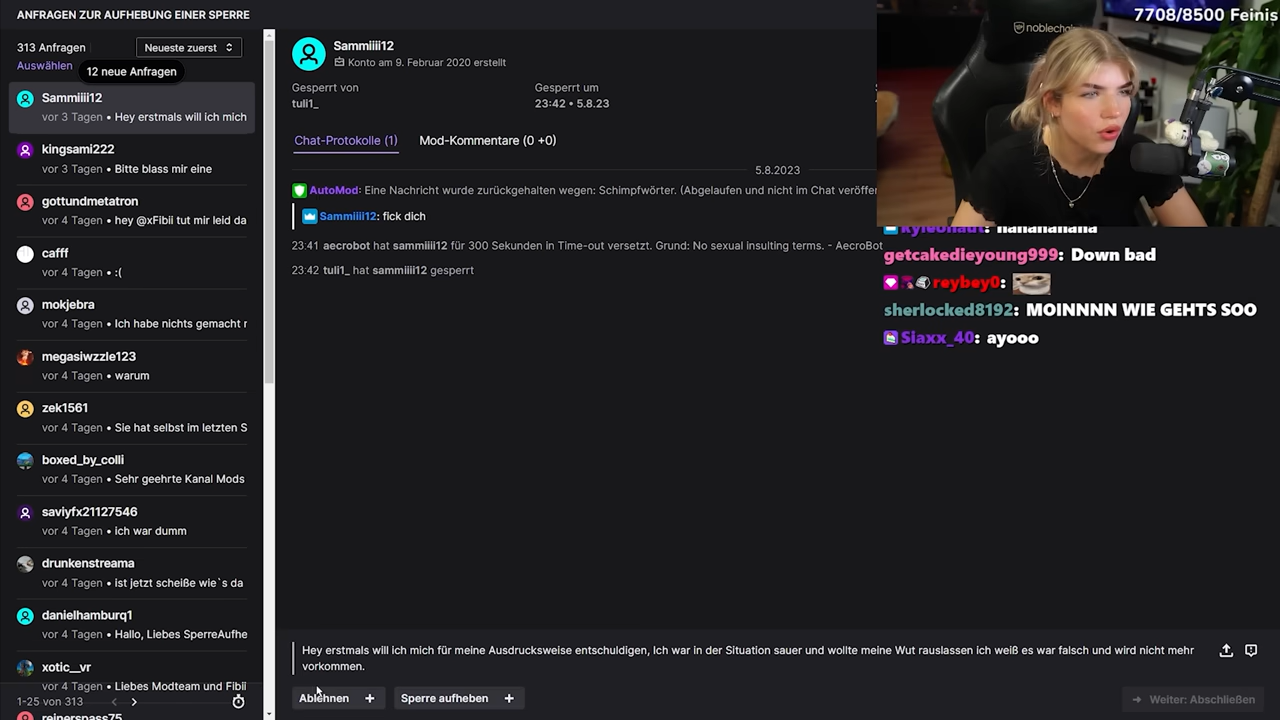 ANFRAGEN ZUR AUFHEBUNG EINER SPERRE
7708/8500 Feinis
313 Anfragen
Neueste zuerst
Auswählen
12 neue Anfragen
Sammiiii12
vor 3 Tagen • Hey erstmals will ich mich
kingsami222
vor 3 Tagen • Bitte blass mir eine
gottundmetatron
vor 4 Tagen • hey @xFibii tut mir leid da
cafff
vor 4 Tagen • :(
mokjebra
vor 4 Tagen • Ich habe nichts gemacht r
megasiwzzle123
vor 4 Tagen • warum
zek1561
vor 4 Tagen • Sie hat selbst im letzten S
boxed_by_colli
vor 4 Tagen • Sehr geehrte Kanal Mods
saviyfx21127546
vor 4 Tagen • ich war dumm
drunkenstreama
vor 4 Tagen • ist jetzt scheiße wie`s da
danielhamburq1
vor 4 Tagen • Hallo, Liebes SperreAufhe
xotic__vr
vor 4 Tagen • Liebes Modteam und Fibii
reinerspass75
1-25 von 313
Sammiiii12
Konto am 9. Februar 2020 erstellt
Gesperrt von
tuli1_
Gesperrt um
23:42 • 5.8.23
Chat-Protokolle (1)
Mod-Kommentare (0 +0)
5.8.2023
AutoMod: Eine Nachricht wurde zurückgehalten wegen: Schimpfwörter. (Abgelaufen und nicht im Chat veröffen
Sammiiii12: fick dich
23:41 aecrobot hat sammiiii12 für 300 Sekunden in Time-out versetzt. Grund: No sexual insulting terms. - AecroBot
23:42 tuli1_ hat sammiiii12 gesperrt
noblechairs
kyleonaut: hahahahaha
getcakedieyoung999: Down bad
reybey0:
sherlocked8192: MOINNNN WIE GEHTS SOO
Siaxx_40: ayooo
Hey erstmals will ich mich für meine Ausdrucksweise entschuldigen, Ich war in der Situation sauer und wollte meine Wut rauslassen ich weiß es war falsch und wird nicht mehr
vorkommen.
Ablehnen +
Sperre aufheben +
Weiter: Abschließen